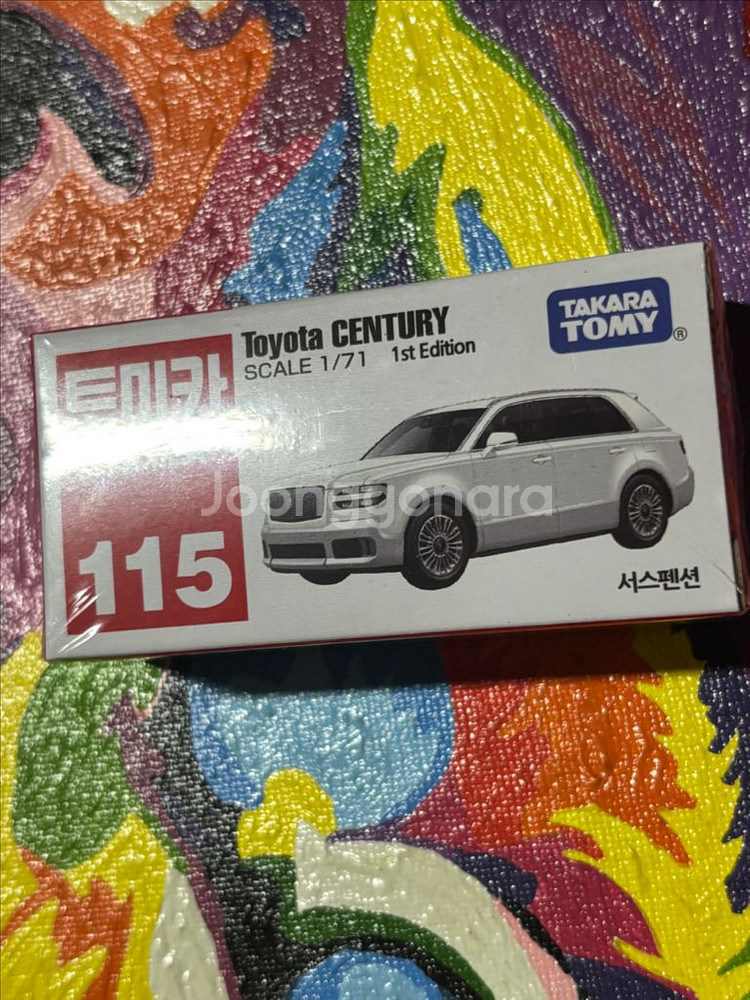 Toyota CENTURY
SCALE 1/71 1st Edition
TAKARA
TOMY
®
토미카
115
Joonggonara
서스펜션